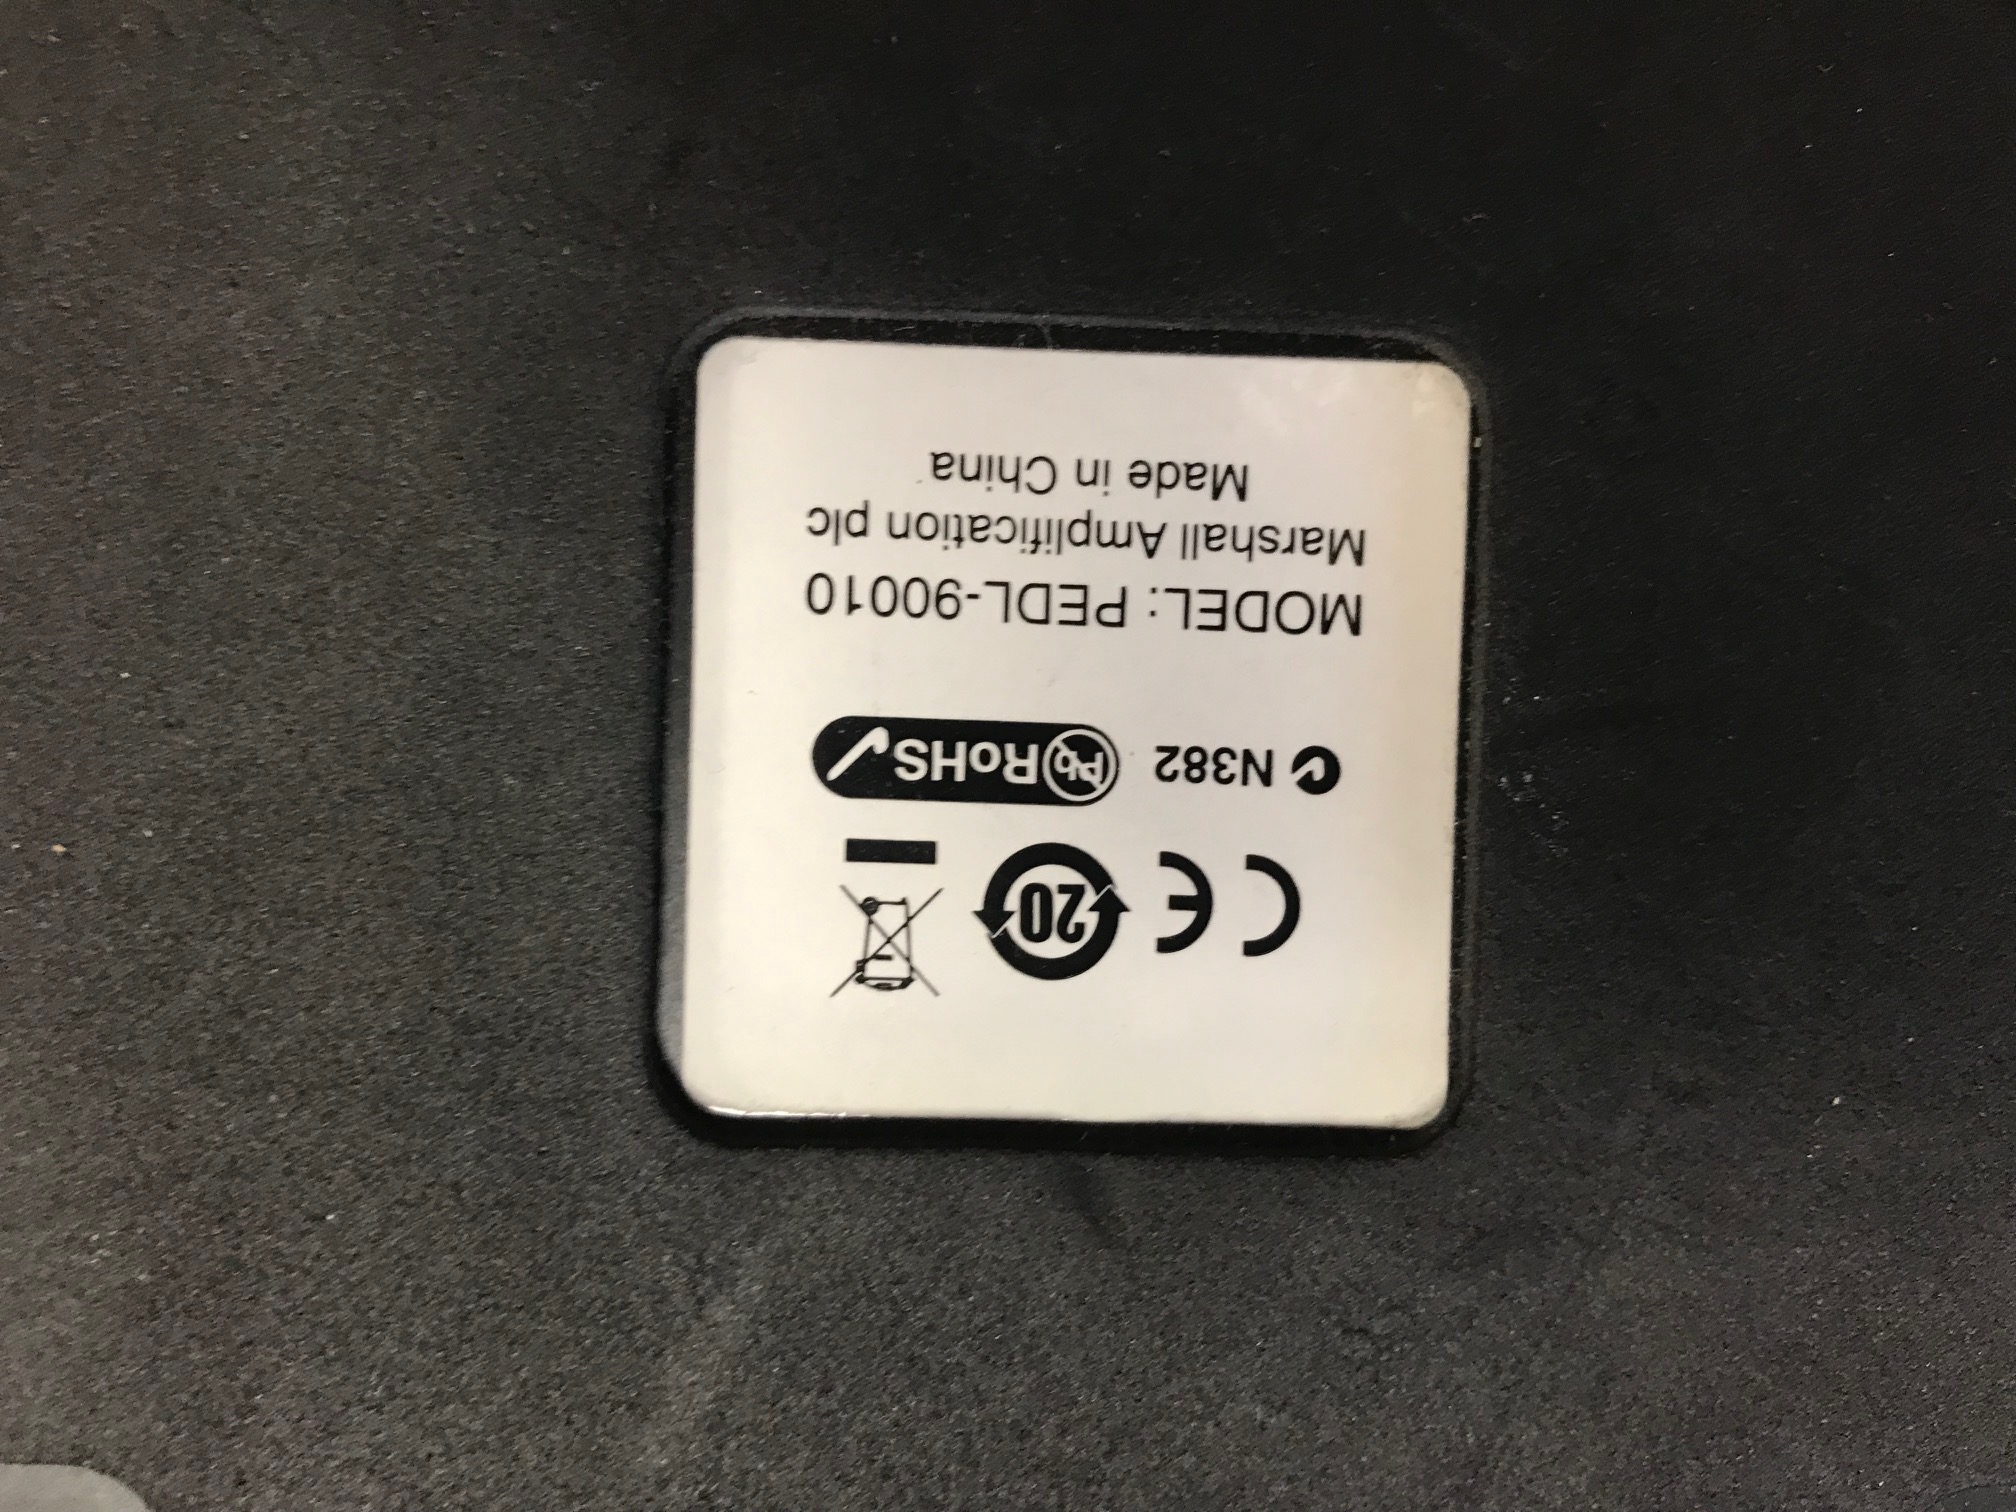 CE 20
N382 Pb RoHS
MODEL: PEDL-90010
Marshall Amplification plc
Made in China